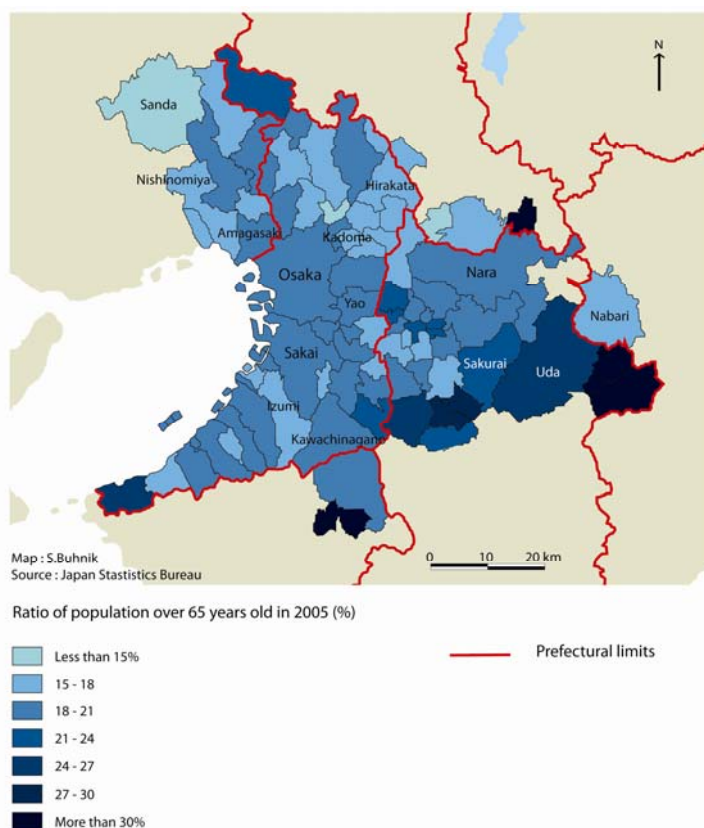 N
Sanda
Nishinomiya
Hirakata
Amagasaki
Kadoma
Osaka
Nara
Yao
Nabari
Sakai
Sakurai
Uda
Izumi
Kawachinagano
Map : S.Buhnik
Source : Japan Stastistics Bureau
0 10 20 km
Ratio of population over 65 years old in 2005 (%)
Less than 15%
Prefectural limits
15 - 18
18 - 21
21 - 24
24 - 27
27 - 30
More than 30%